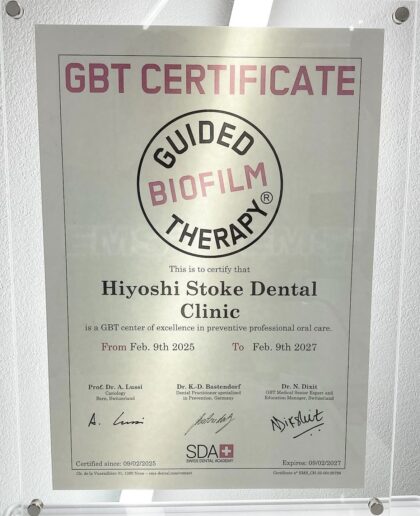 GBT CERTIFICATE
GUIDED
BIOFILM
THERAPY®
This is to certify that
Hiyoshi Stoke Dental
Clinic
is a GBT center of excellence in preventive professional oral care.
From Feb. 9th 2025 To Feb. 9th 2027
Prof. Dr. A. Lussi
Cariology
Bern, Switzerland
Dr. K.-D. Bastendorf
Dental Practitioner specialized
in Prevention, Germany
Dr. N. Dixit
GBT Medical Senior Expert and
Education Manager, Switzerland
A. Lussi
NDixit
SDA
SWISS DENTAL ACADEMY
Certified since: 09/02/2025
Expires: 09/02/2027